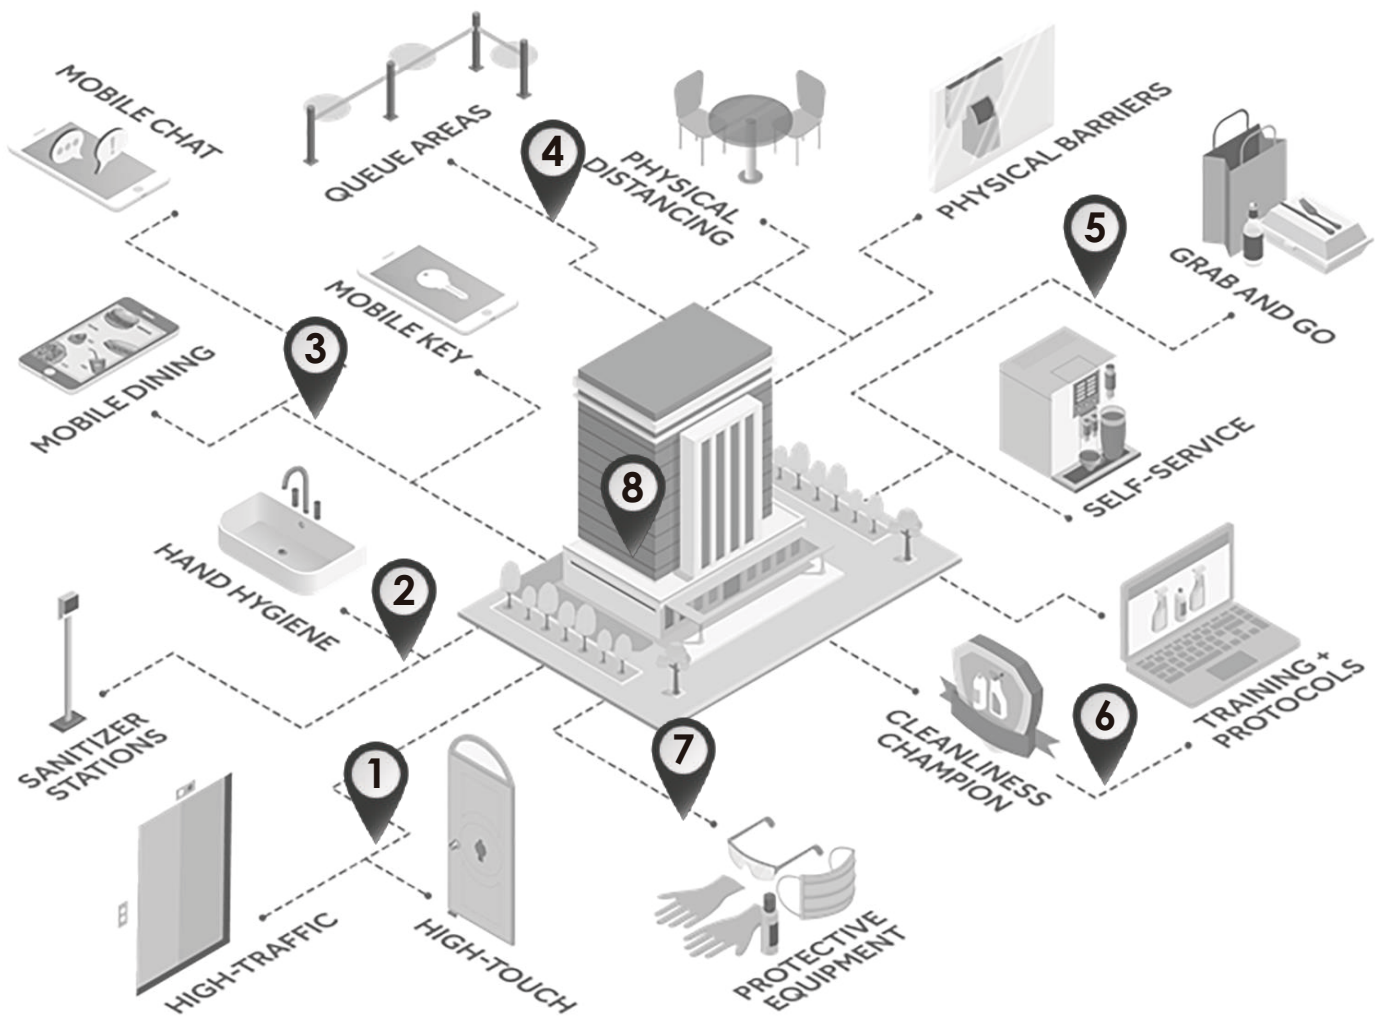 MOBILE CHAT
QUEUE AREAS
4
PHYSICAL
DISTANCING
PHYSICAL BARRIERS
5
GRAB AND GO
MOBILE KEY
3
MOBILE DINING
8
SELF-SERVICE
HAND HYGIENE
2
SANITIZER
STATIONS
CLEANLINESS
CHAMPION
6
TRAINING +
PROTOCOLS
7
1
HIGH-TRAFFIC
HIGH-TOUCH
PROTECTIVE
EQUIPMENT